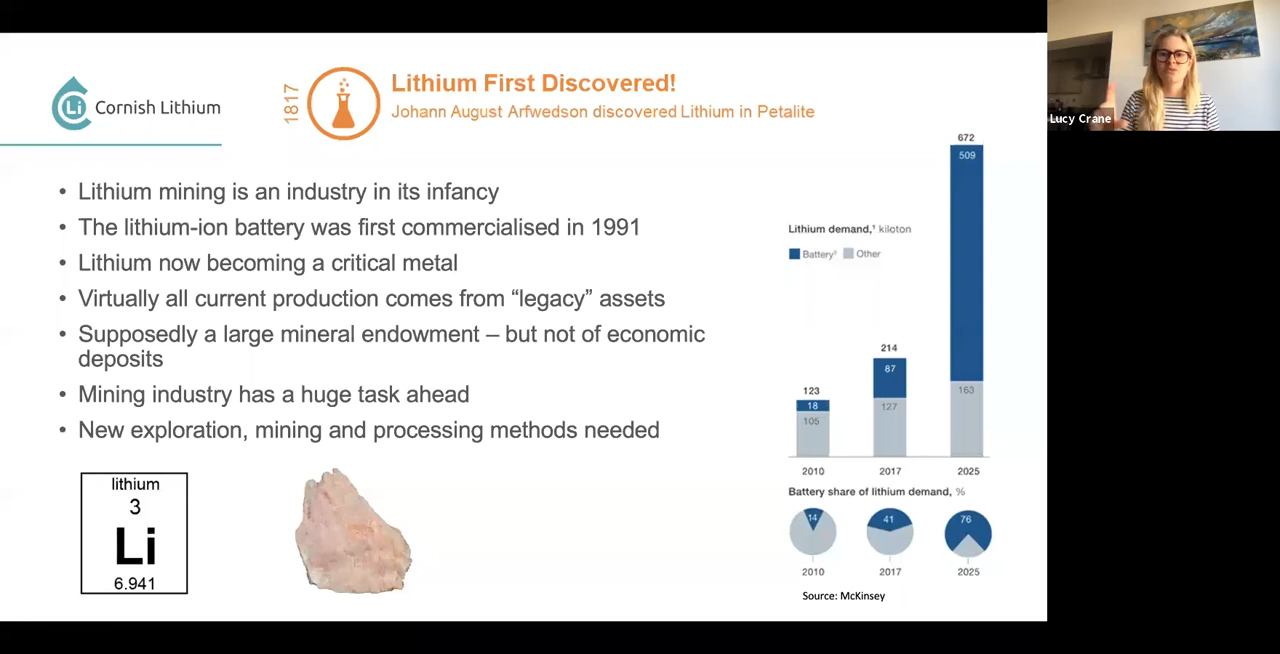 Li
Cornish Lithium
1817
Lithium First Discovered!
Johann August Arfwedson discovered Lithium in Petalite
• Lithium mining is an industry in its infancy
• The lithium-ion battery was first commercialised in 1991
• Lithium now becoming a critical metal
• Virtually all current production comes from “legacy” assets
• Supposedly a large mineral endowment – but not of economic
deposits
• Mining industry has a huge task ahead
• New exploration, mining and processing methods needed
lithium
3
Li
6.941
Lithium demand,¹ kiloton
Battery² Other
123
18
105
214
87
127
672
509
163
2010 2017 2025
Battery share of lithium demand, %
14 41 76
2010 2017 2025
Source: McKinsey
Lucy Crane